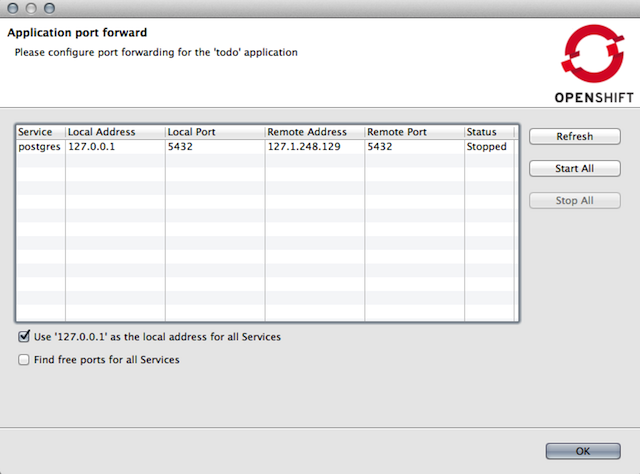 Application port forward
Please configure port forwarding for the 'todo' application
OPENSHIFT
Service Local Address Local Port Remote Address Remote Port Status
postgres 127.0.0.1 5432 127.1.248.129 5432 Stopped
Refresh
Start All
Stop All
Use '127.0.0.1' as the local address for all Services
Find free ports for all Services
OK